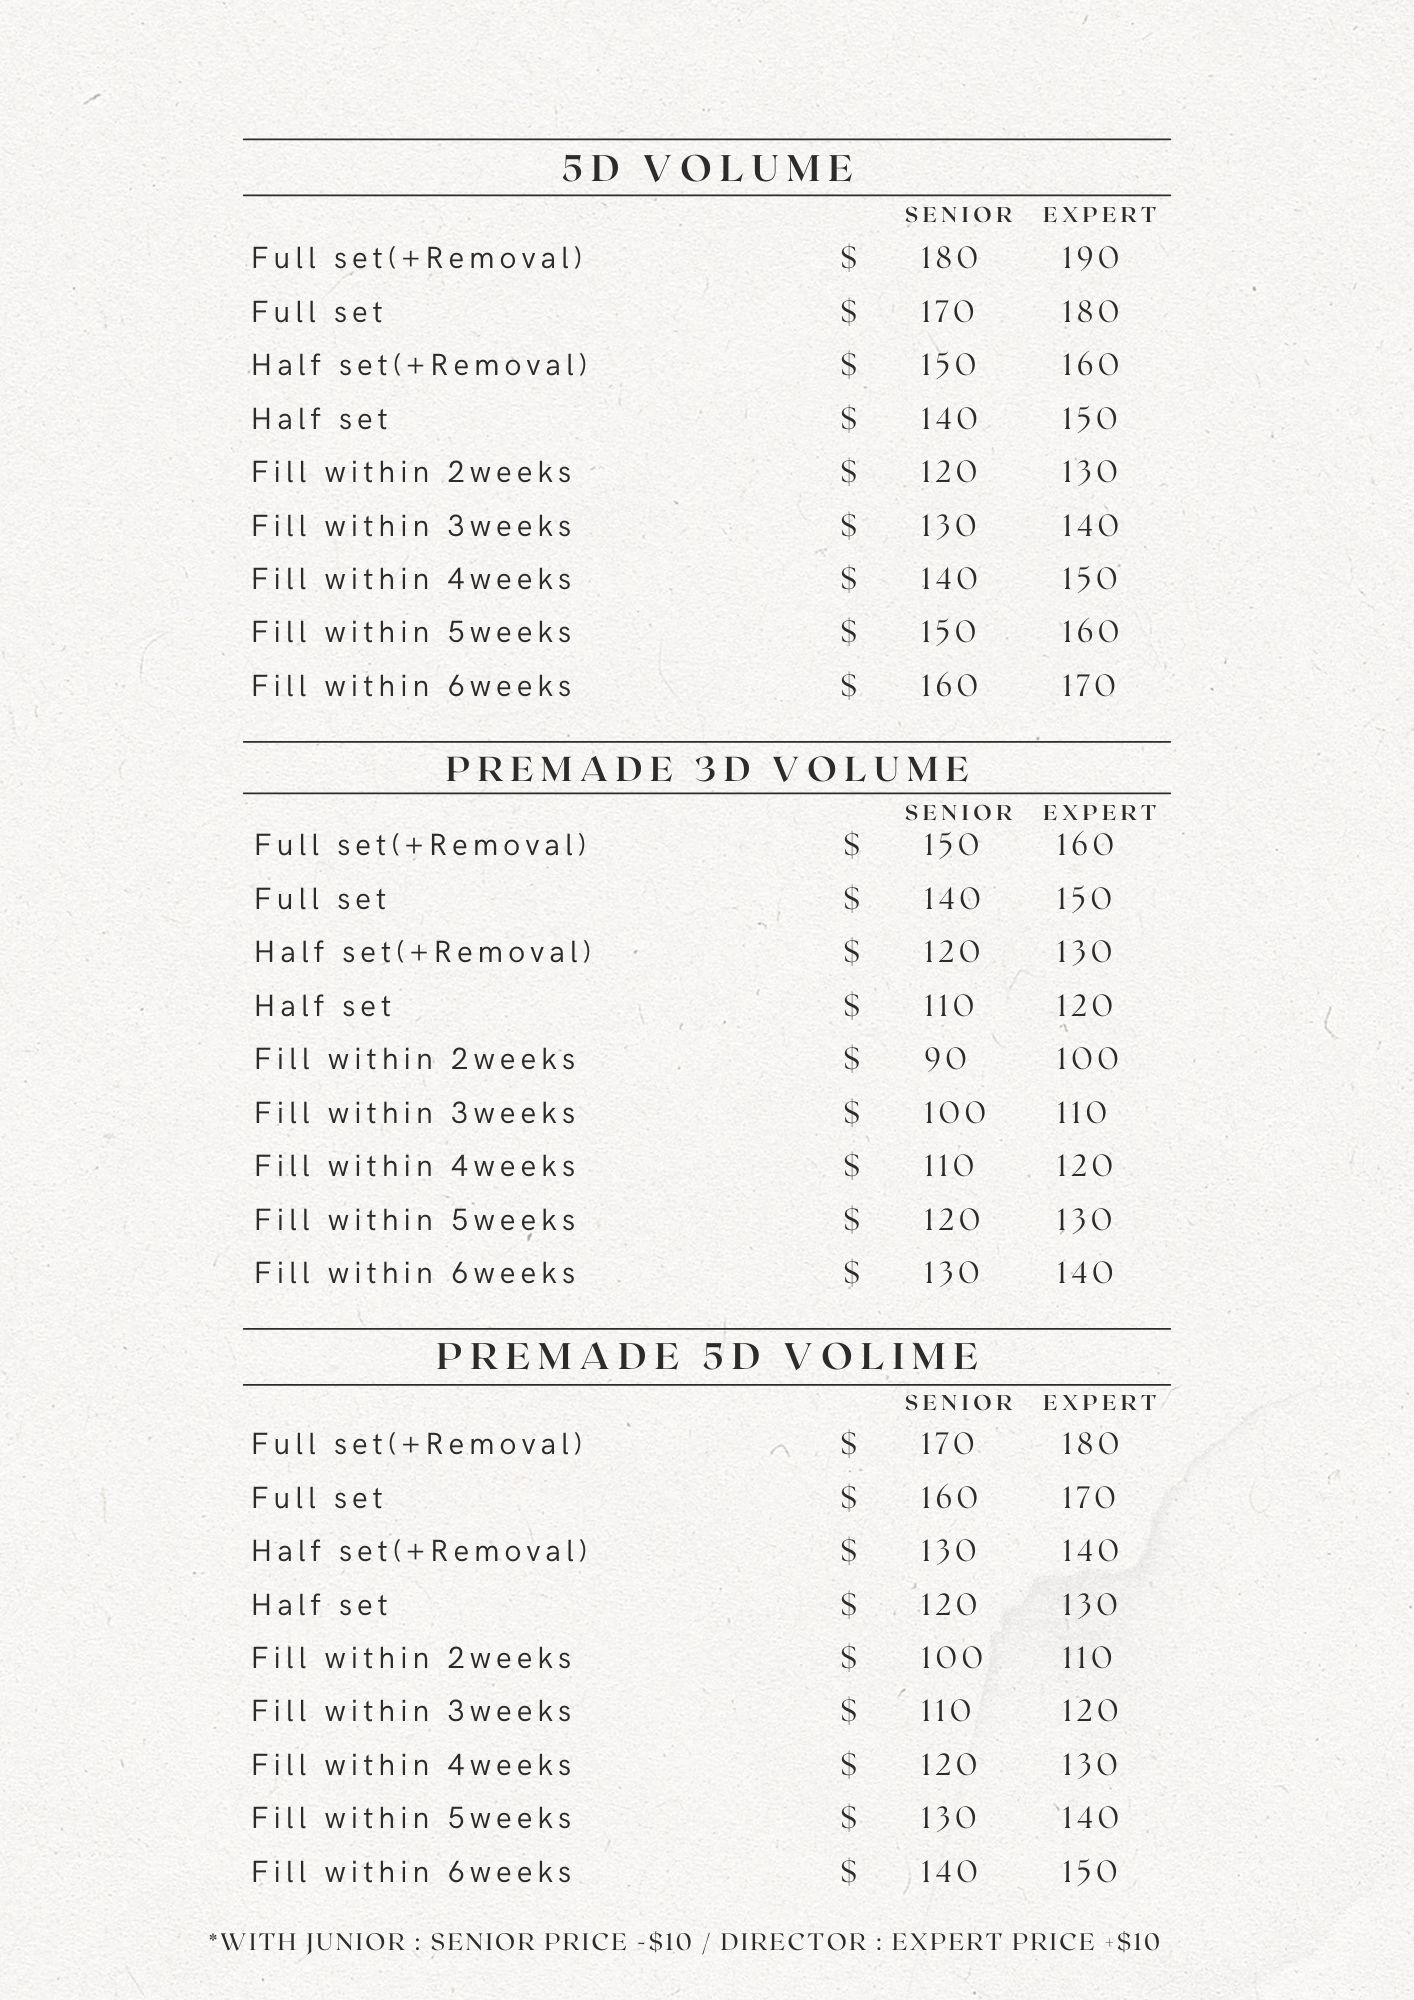 5D VOLUME
SENIOR EXPERT
Full set(+Removal) $ 180 190
Full set $ 170 180
Half set(+Removal) $ 150 160
Half set $ 140 150
Fill within 2weeks $ 120 130
Fill within 3weeks $ 130 140
Fill within 4weeks $ 140 150
Fill within 5weeks $ 150 160
Fill within 6weeks $ 160 170
PREMADE 3D VOLUME
SENIOR EXPERT
Full set(+Removal) $ 150 160
Full set $ 140 150
Half set(+Removal) $ 120 130
Half set $ 110 120
Fill within 2weeks $ 90 100
Fill within 3weeks $ 100 110
Fill within 4weeks $ 110 120
Fill within 5weeks $ 120 130
Fill within 6weeks $ 130 140
PREMADE 5D VOLIME
SENIOR EXPERT
Full set(+Removal) $ 170 180
Full set $ 160 170
Half set(+Removal) $ 130 140
Half set $ 120 130
Fill within 2weeks $ 100 110
Fill within 3weeks $ 110 120
Fill within 4weeks $ 120 130
Fill within 5weeks $ 130 140
Fill within 6weeks $ 140 150
*WITH JUNIOR : SENIOR PRICE -$10 / DIRECTOR : EXPERT PRICE +$10